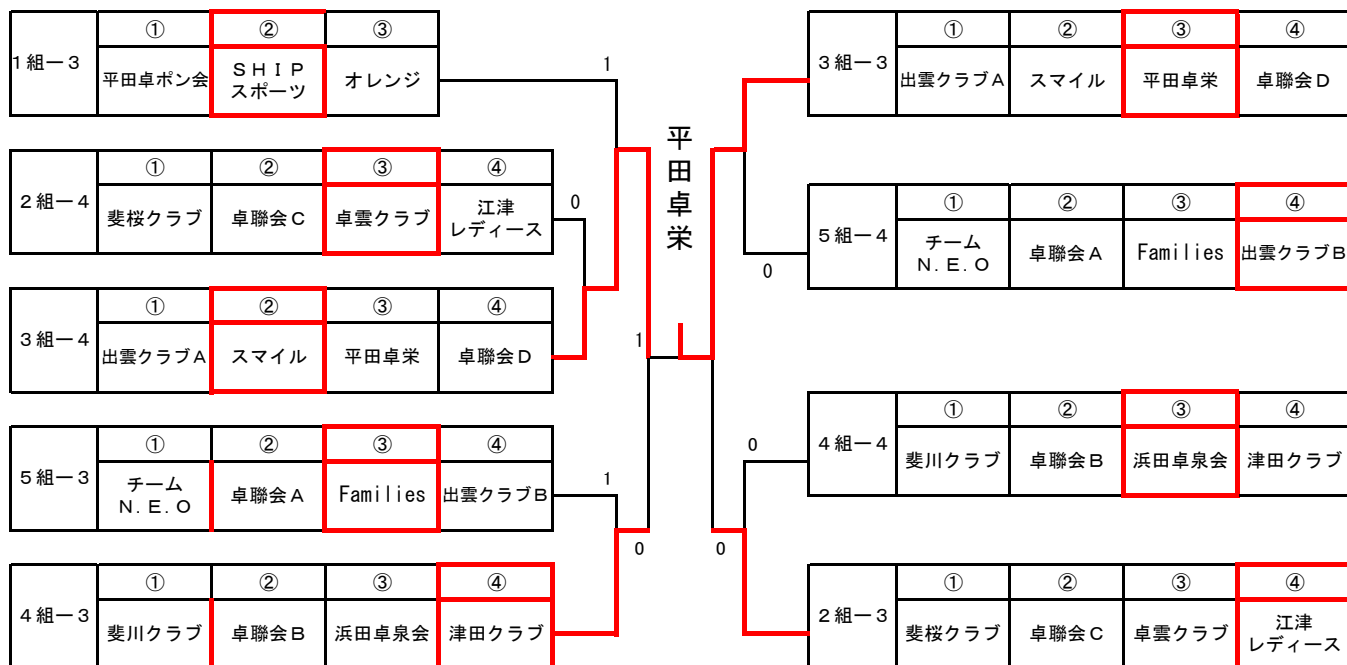 ① ② ③
1組－3
平田卓ポン会
ＳＨＩＰ
スポーツ
オレンジ
1
① ② ③ ④
2組－4
斐桜クラブ
卓聯会Ｃ
卓雲クラブ
江津
レディース
0
① ② ③ ④
3組－4
出雲クラブA
スマイル
平田卓栄
卓聯会Ｄ
1
① ② ③ ④
5組－3
チーム
Ｎ．Ｅ．Ｏ
卓聯会Ａ
Families
出雲クラブB
1
0
① ② ③ ④
4組－3
斐川クラブ
卓聯会Ｂ
浜田卓泉会
津田クラブ
平田卓栄
① ② ③ ④
3組－3
出雲クラブA
スマイル
平田卓栄
卓聯会Ｄ
① ② ③ ④
5組－4
チーム
Ｎ．Ｅ．Ｏ
卓聯会Ａ
Families
出雲クラブB
0
① ② ③ ④
4組－4
斐川クラブ
卓聯会Ｂ
浜田卓泉会
津田クラブ
0
0
① ② ③ ④
2組－3
斐桜クラブ
卓聯会Ｃ
卓雲クラブ
江津
レディース